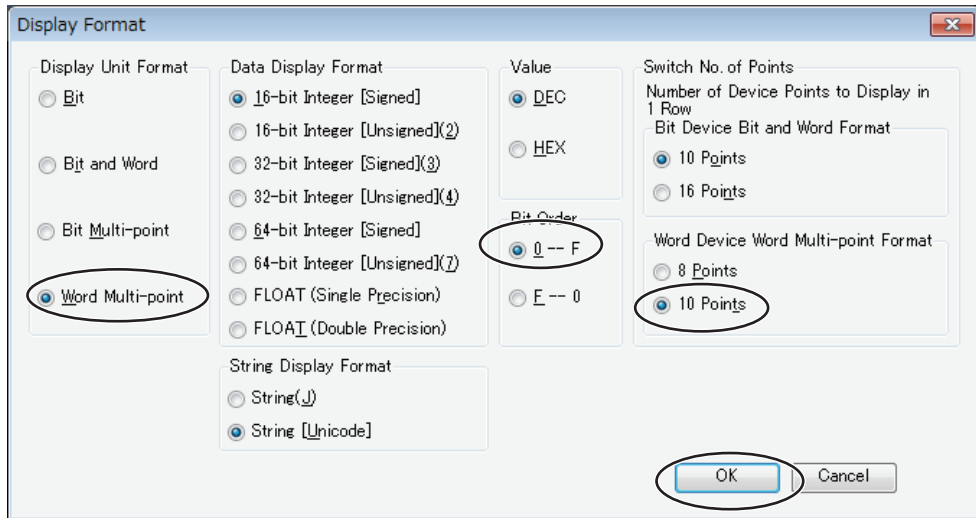 Display Format
Display Unit Format
Bit
Bit and Word
Bit Multi-point
Word Multi-point
Data Display Format
16-bit Integer [Signed]
16-bit Integer [Unsigned](2)
32-bit Integer [Signed](3)
32-bit Integer [Unsigned](4)
64-bit Integer [Signed]
64-bit Integer [Unsigned](7)
FLOAT (Single Precision)
FLOAT (Double Precision)
String Display Format
String(J)
String [Unicode]
Value
DEC
HEX
Bit Order
0 -- F
F -- 0
Switch No. of Points
Number of Device Points to Display in
1 Row
Bit Device Bit and Word Format
10 Points
16 Points
Word Device Word Multi-point Format
8 Points
10 Points
OK
Cancel